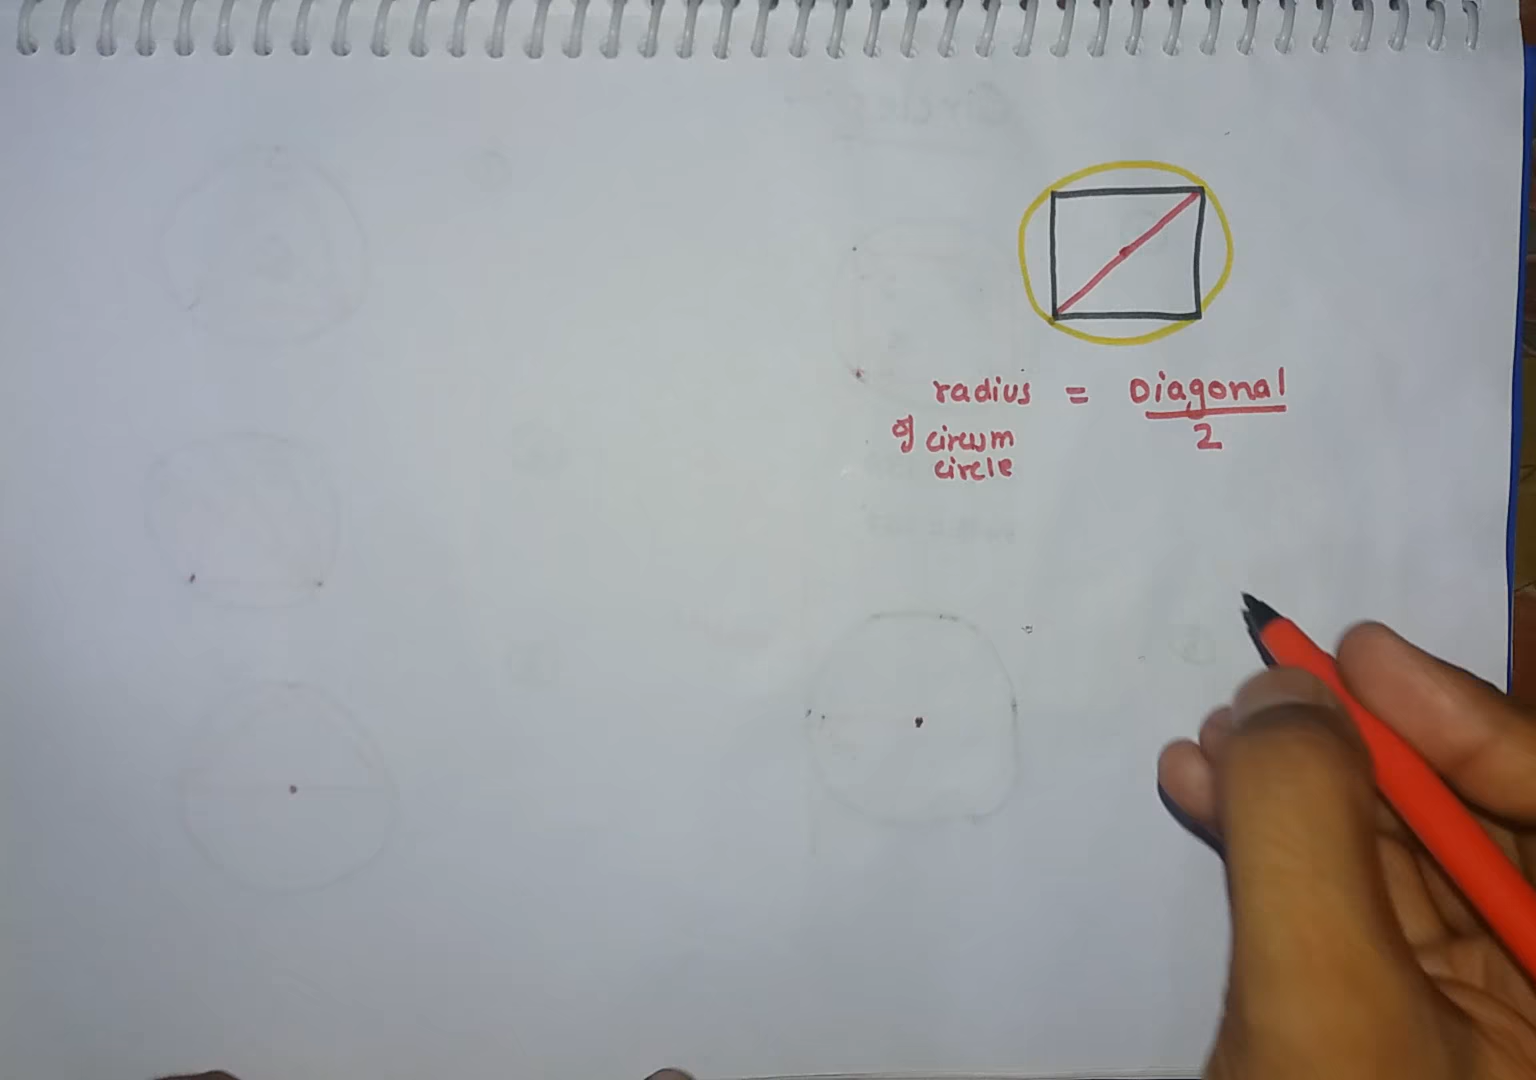 radius = Diagonal
of circum 2
circle